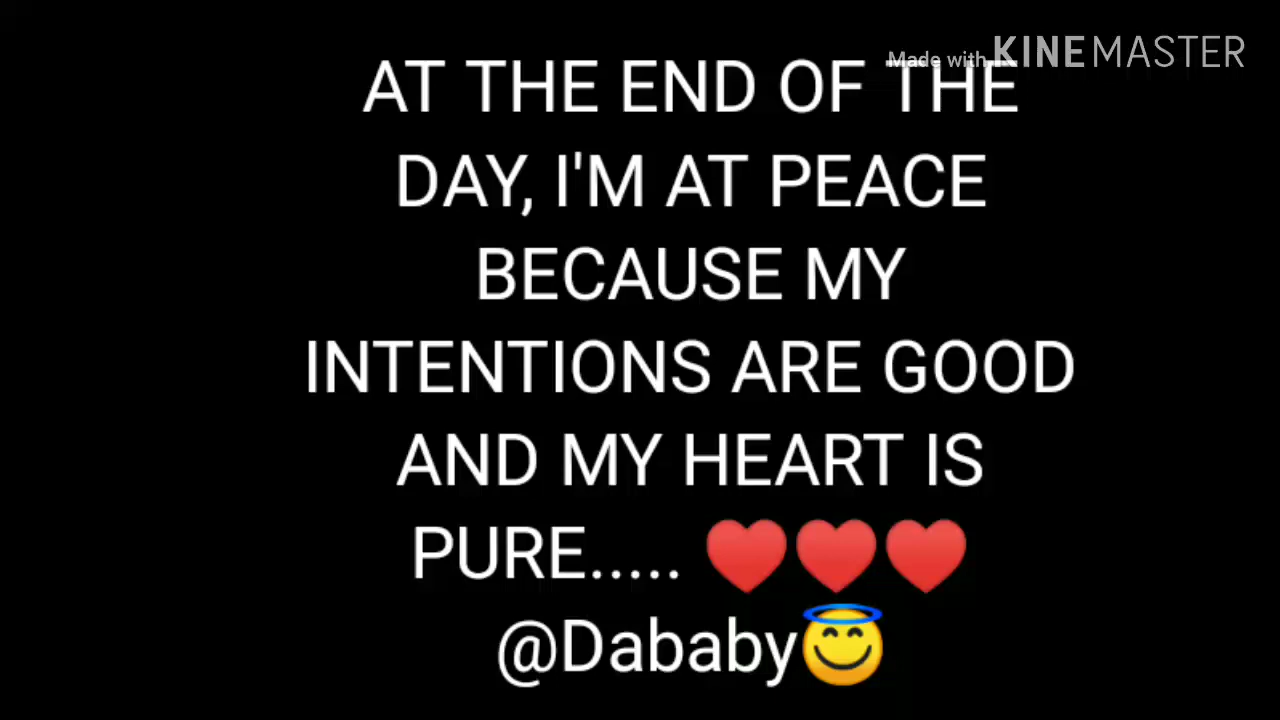 Made with KINEMASTER
AT THE END OF THE
DAY, I'M AT PEACE
BECAUSE MY
INTENTIONS ARE GOOD
AND MY HEART IS
PURE..... ♥️♥️♥️
@Dababy😇